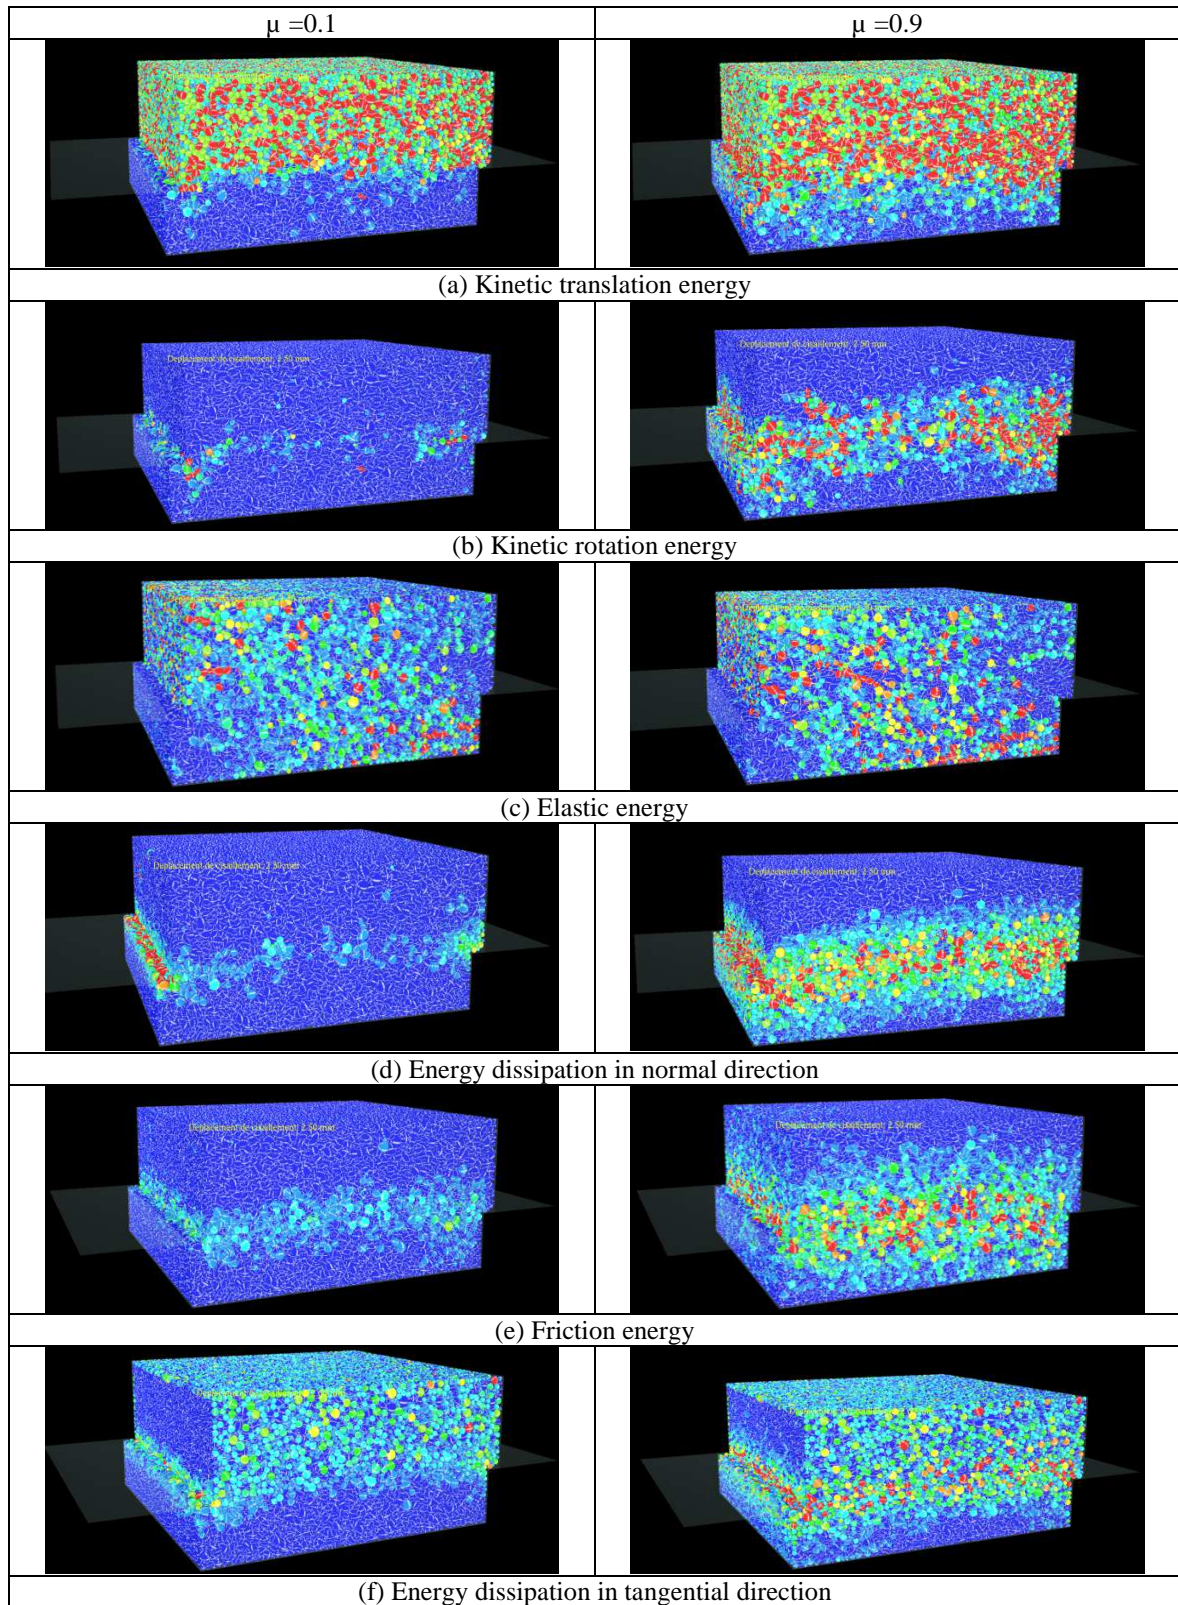 µ =0.1
µ =0.9
(a) Kinetic translation energy
Deplacement de cisaillement, 2.50 mm
Deplacement de cisaillement, 2.50 mm
(b) Kinetic rotation energy
(c) Elastic energy
Deplacement de cisaillement, 2.50 mm
Deplacement de cisaillement, 2.50 mm
(d) Energy dissipation in normal direction
Deplacement de cisaillement, 2.50 mm
Deplacement de cisaillement, 2.50 mm
(e) Friction energy
(f) Energy dissipation in tangential direction